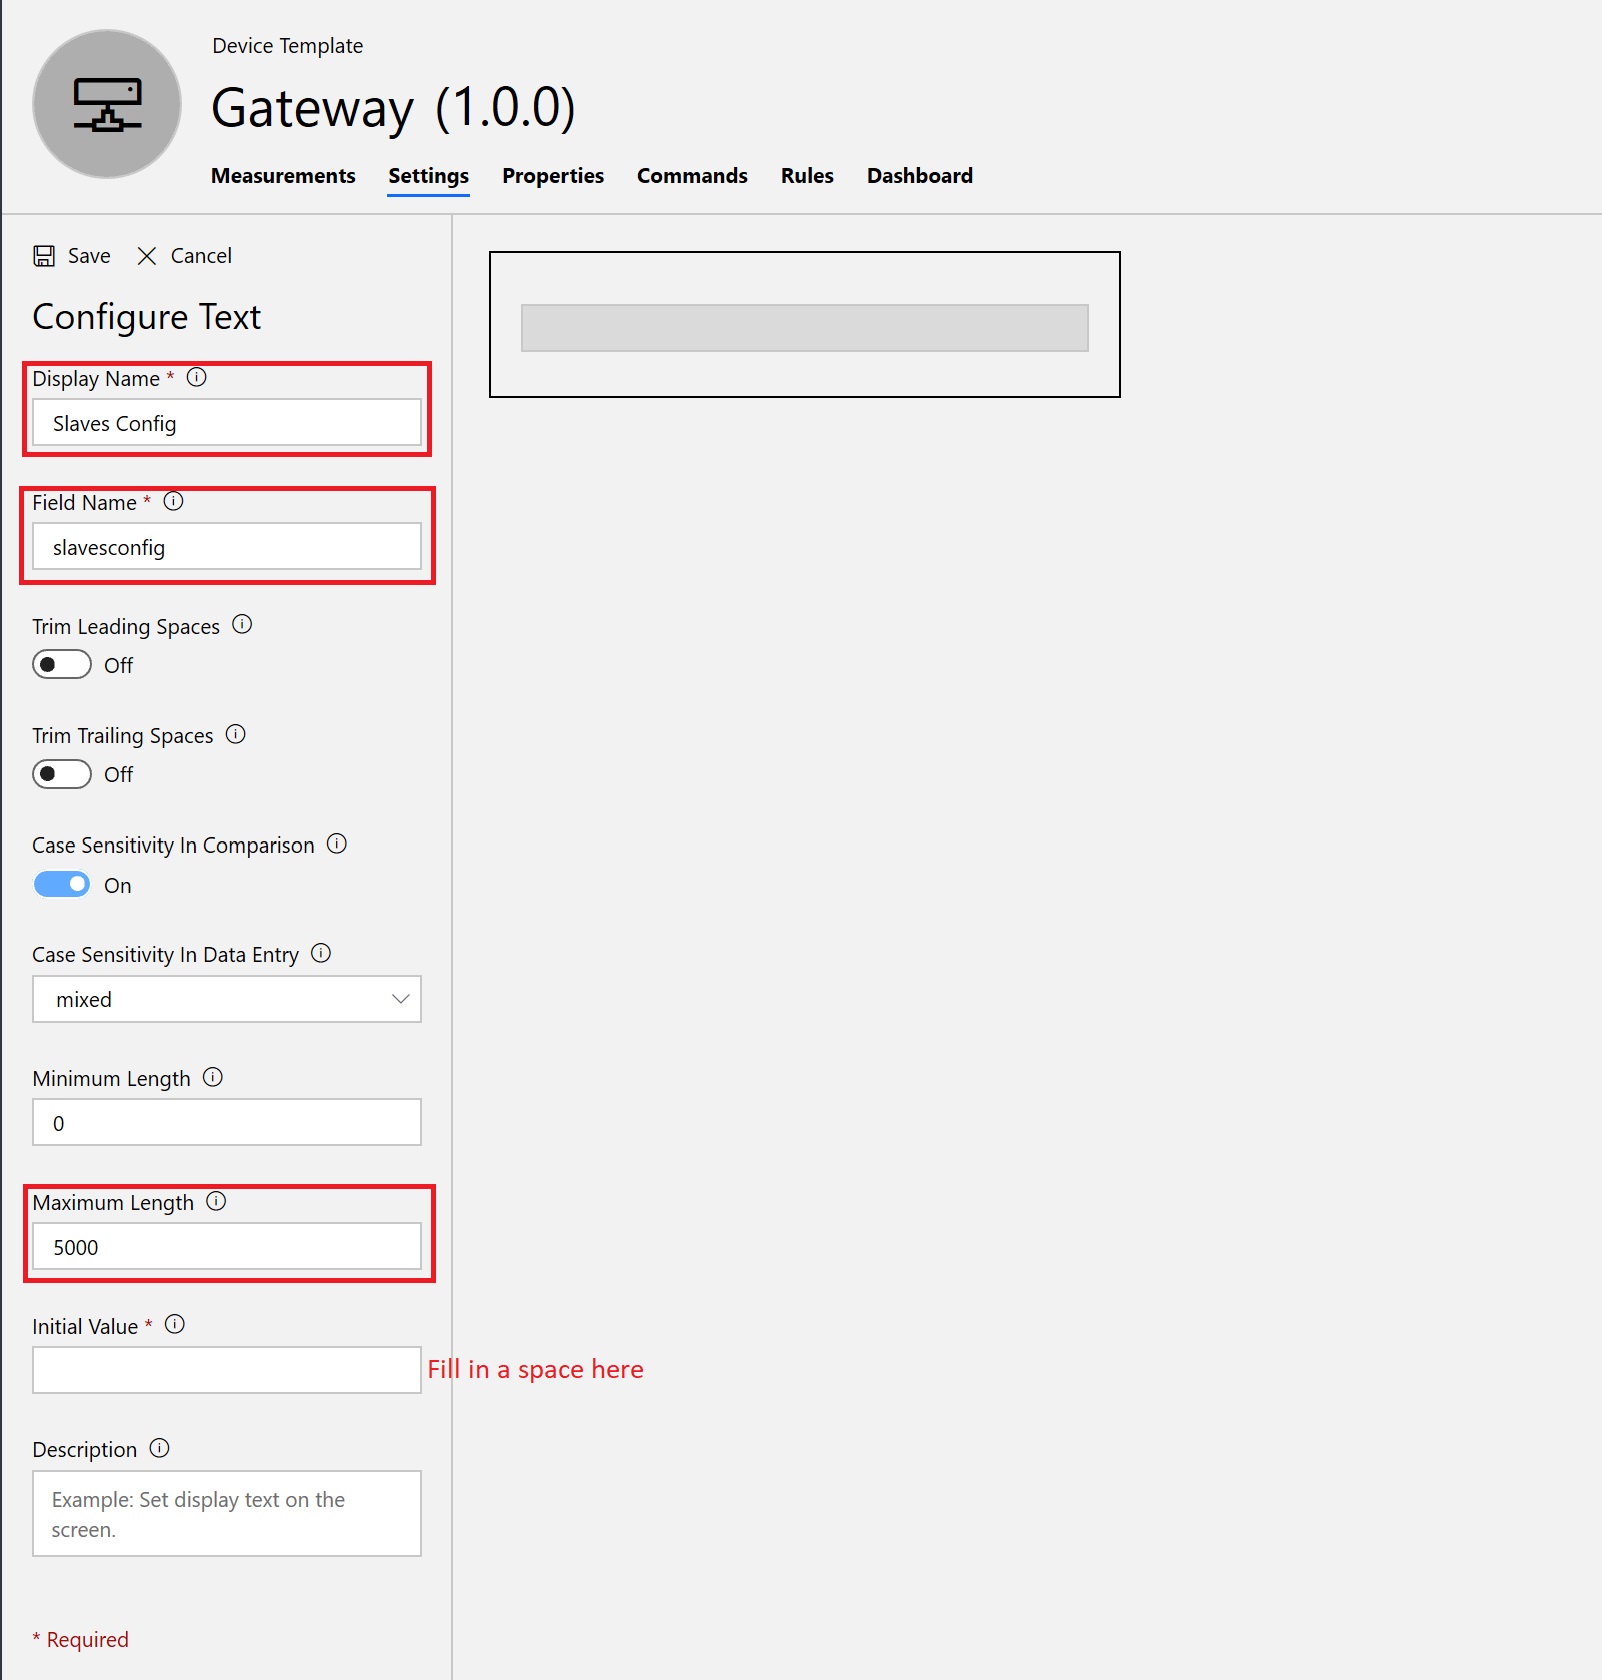 Device Template
Gateway (1.0.0)
Measurements Settings Properties Commands Rules Dashboard
Save Cancel
Configure Text
Display Name *
Slaves Config
Field Name *
slavesconfig
Trim Leading Spaces
Off
Trim Trailing Spaces
Off
Case Sensitivity In Comparison
On
Case Sensitivity In Data Entry
mixed
Minimum Length
0
Maximum Length
5000
Initial Value *
Fill in a space here
Description
Example: Set display text on the
screen.
* Required